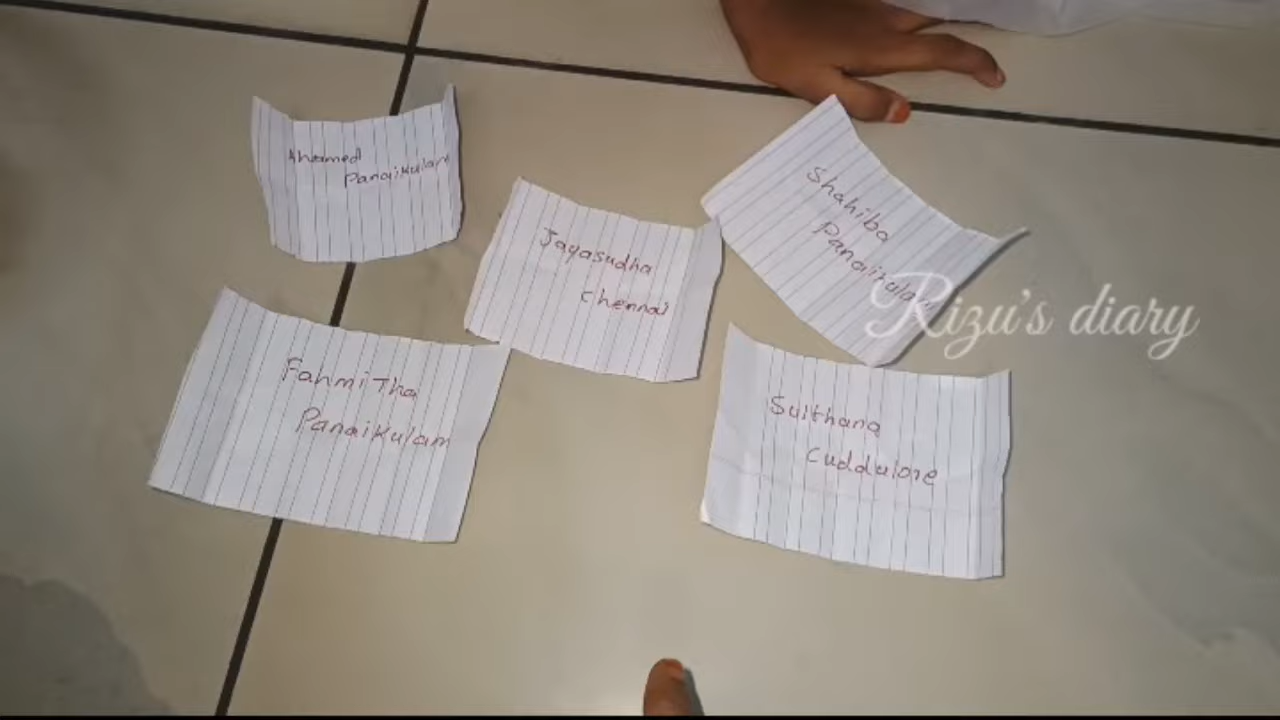 Ahamed
Panaikulam
Jayasudha
Chennai
Shahiba
Panaikulam
Fahmitha
Panaikulam
Sulthana
Cuddalore
Rizu's diary